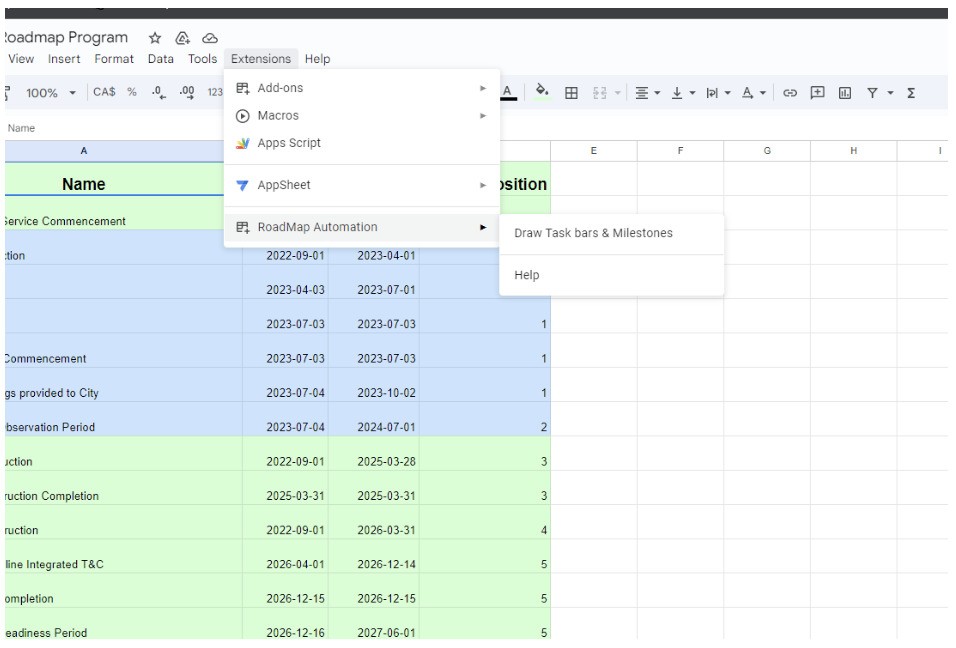 Roadmap Program
View Insert Format Data Tools Extensions Help
100% CA$ % .0 .00 123 A
Name
Add-ons
Macros
Apps Script
AppSheet
RoadMap Automation
Draw Task bars & Milestones
Help
A E F G H I
Name osition
Service Commencement
ction 2022-09-01 2023-04-01
2023-04-03 2023-07-01
2023-07-03 2023-07-03 1
Commencement 2023-07-03 2023-07-03 1
gs provided to City 2023-07-04 2023-10-02 1
Observation Period 2023-07-04 2024-07-01 2
uction 2022-09-01 2025-03-28 3
ruction Completion 2025-03-31 2025-03-31 3
ruction 2022-09-01 2026-03-31 4
line Integrated T&C 2026-04-01 2026-12-14 5
ompletion 2026-12-15 2026-12-15 5
eadiness Period 2026-12-16 2027-06-01 5